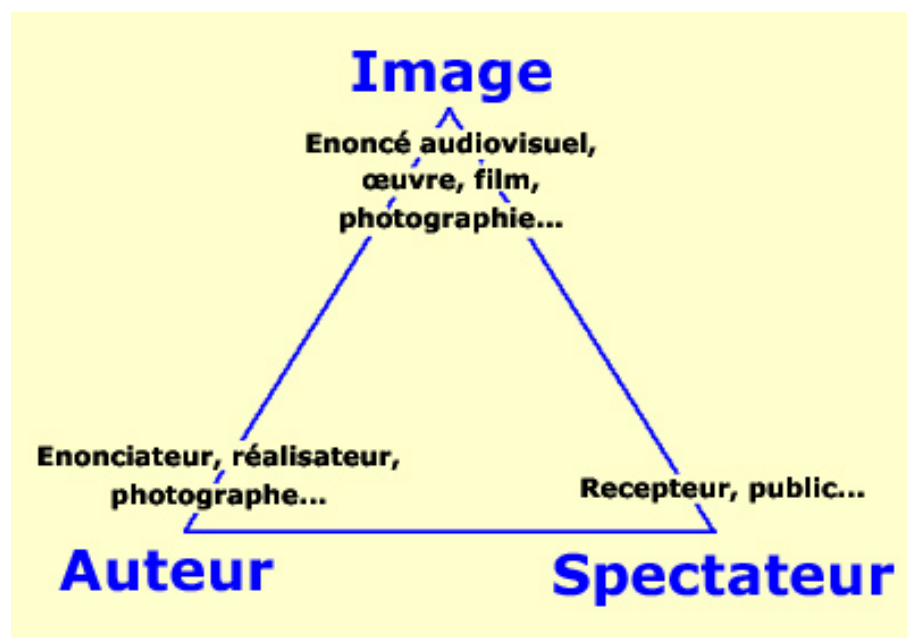 Image
Enoncé audiovisuel,
œuvre, film,
photographie...
Enonciateur, réalisateur,
photographe...
Recepteur, public...
Auteur
Spectateur